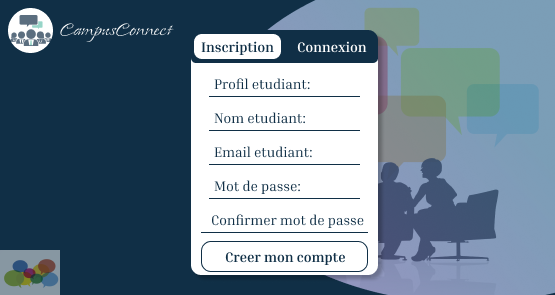 CampusConnect
Inscription Connexion
Profil etudiant:
Nom etudiant:
Email etudiant:
Mot de passe:
Confirmer mot de passe
Creer mon compte